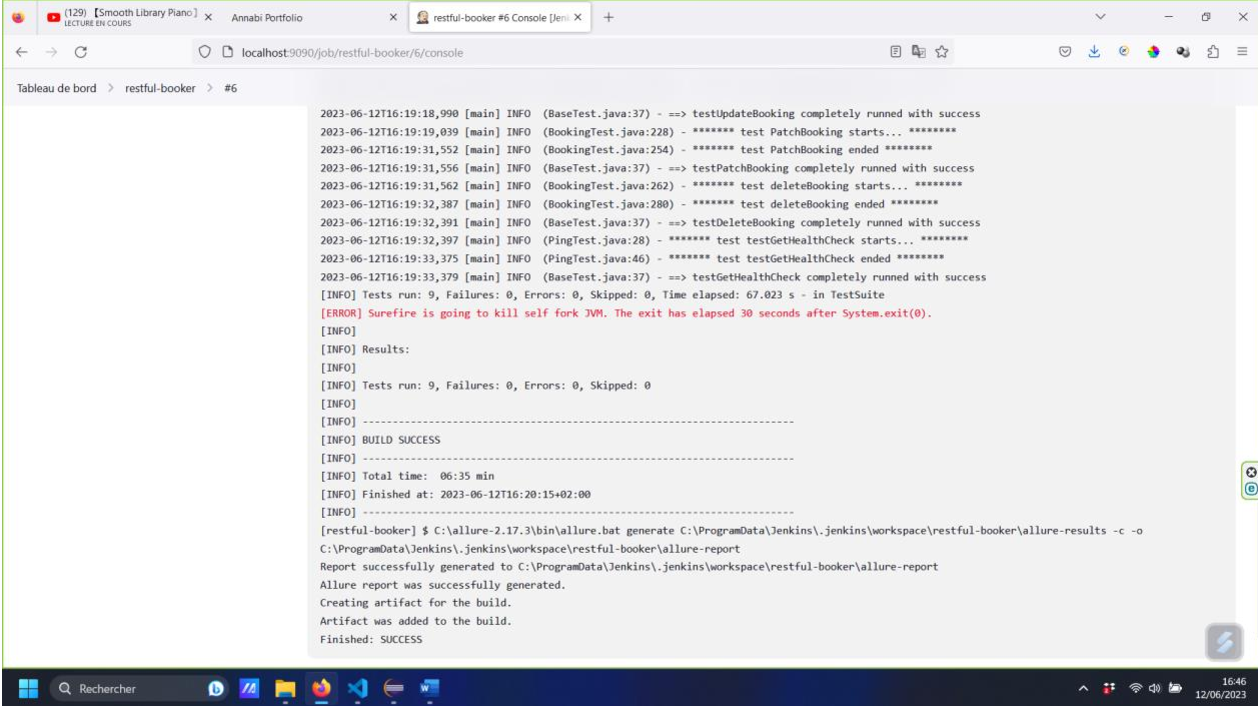 (129) 【Smooth Library Piano】
LECTURE EN COURS
Annabi Portfolio
restful-booker #6 Console [Jenk
localhost:9090/job/restful-booker/6/console
Tableau de bord > restful-booker > #6
2023-06-12T16:19:18,990 [main] INFO (BaseTest.java:37) - ==> testUpdateBooking completely runned with success
2023-06-12T16:19:19,039 [main] INFO (BookingTest.java:228) - ******* test PatchBooking starts... ********
2023-06-12T16:19:31,552 [main] INFO (BookingTest.java:254) - ******* test PatchBooking ended ********
2023-06-12T16:19:31,556 [main] INFO (BaseTest.java:37) - ==> testPatchBooking completely runned with success
2023-06-12T16:19:31,562 [main] INFO (BookingTest.java:262) - ******* test deleteBooking starts... ********
2023-06-12T16:19:32,387 [main] INFO (BookingTest.java:280) - ******* test deleteBooking ended ********
2023-06-12T16:19:32,391 [main] INFO (BaseTest.java:37) - ==> testDeleteBooking completely runned with success
2023-06-12T16:19:32,397 [main] INFO (PingTest.java:28) - ******* test testGetHealthCheck starts... ********
2023-06-12T16:19:33,375 [main] INFO (PingTest.java:46) - ******* test testGetHealthCheck ended ********
2023-06-12T16:19:33,379 [main] INFO (BaseTest.java:37) - ==> testGetHealthCheck completely runned with success
[INFO] Tests run: 9, Failures: 0, Errors: 0, Skipped: 0, Time elapsed: 67.023 s - in TestSuite
[ERROR] Surefire is going to kill self fork JVM. The exit has elapsed 30 seconds after System.exit(0).
[INFO]
[INFO] Results:
[INFO]
[INFO] Tests run: 9, Failures: 0, Errors: 0, Skipped: 0
[INFO]
[INFO] ------------------------------------------------------------------------
[INFO] BUILD SUCCESS
[INFO] ------------------------------------------------------------------------
[INFO] Total time: 06:35 min
[INFO] Finished at: 2023-06-12T16:20:15+02:00
[INFO] ------------------------------------------------------------------------
[restful-booker] $ C:\allure-2.17.3\bin\allure.bat generate C:\ProgramData\Jenkins\.jenkins\workspace\restful-booker\allure-results -c -o
C:\ProgramData\Jenkins\.jenkins\workspace\restful-booker\allure-report
Report successfully generated to C:\ProgramData\Jenkins\.jenkins\workspace\restful-booker\allure-report
Allure report was successfully generated.
Creating artifact for the build.
Artifact was added to the build.
Finished: SUCCESS
Rechercher
16:46
12/06/2023